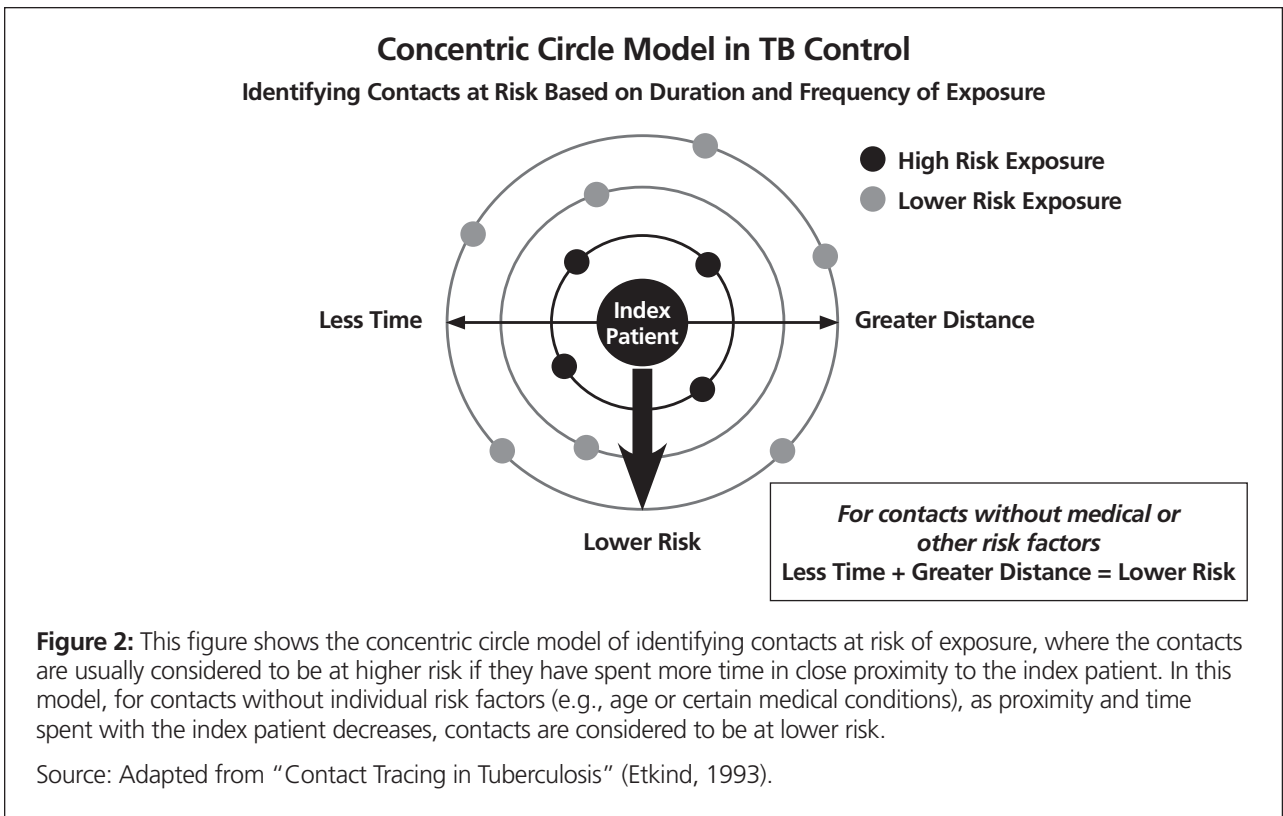 Concentric Circle Model in TB Control
Identifying Contacts at Risk Based on Duration and Frequency of Exposure
High Risk Exposure
Lower Risk Exposure
Less Time
Index
Patient
Greater Distance
Lower Risk
For contacts without medical or
other risk factors
Less Time + Greater Distance = Lower Risk
Figure 2: This figure shows the concentric circle model of identifying contacts at risk of exposure, where the contacts
are usually considered to be at higher risk if they have spent more time in close proximity to the index patient. In this
model, for contacts without individual risk factors (e.g., age or certain medical conditions), as proximity and time
spent with the index patient decreases, contacts are considered to be at lower risk.
Source: Adapted from “Contact Tracing in Tuberculosis” (Etkind, 1993).